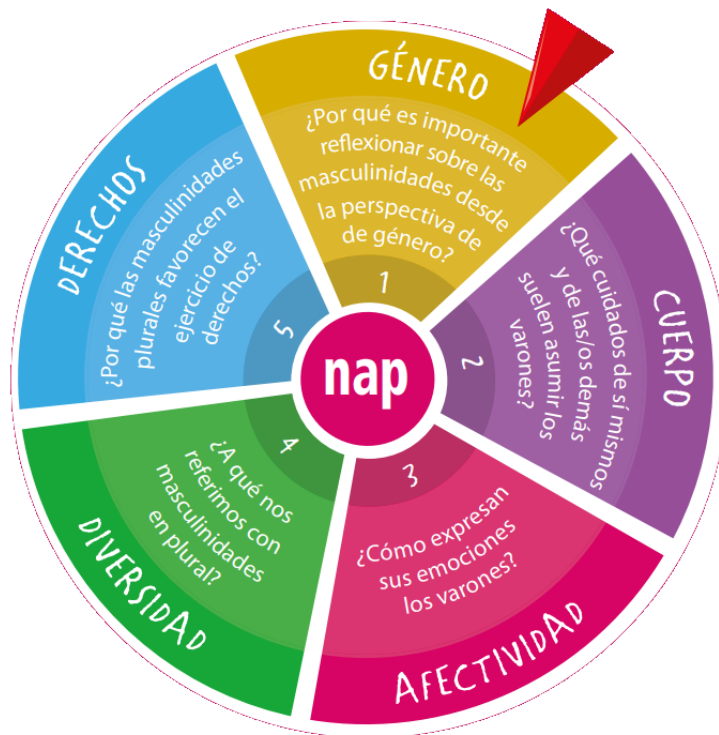 GÉNERO
¿Por qué es importante
reflexionar sobre las
masculinidades desde
la perspectiva de
de género?
1
CUERPO
¿Qué cuidados de sí mismos
y de las/os demás
suelen asumir los
varones?
2
AFECTIVIDAD
¿Cómo expresan
sus emociones
los varones?
3
DIVERSIDAD
¿A qué nos
referimos con
masculinidades
en plural?
4
DERECHOS
¿Por qué las masculinidades
plurales favorecen el
ejercicio de
derechos?
5
nap